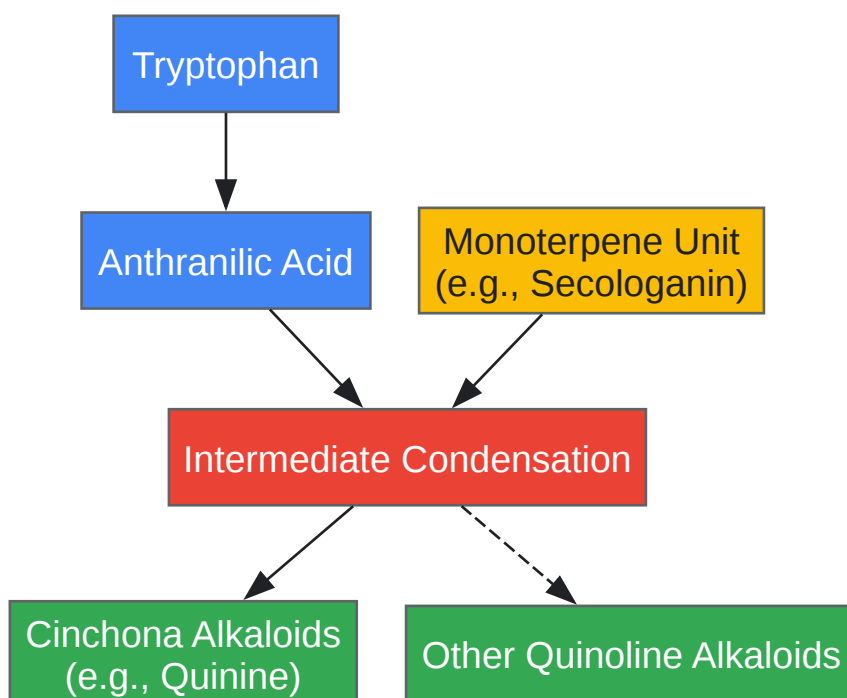 Tryptophan
Anthranilic Acid
Monoterpene Unit
(e.g., Secologanin)
Intermediate Condensation
Cinchona Alkaloids
(e.g., Quinine)
Other Quinoline Alkaloids